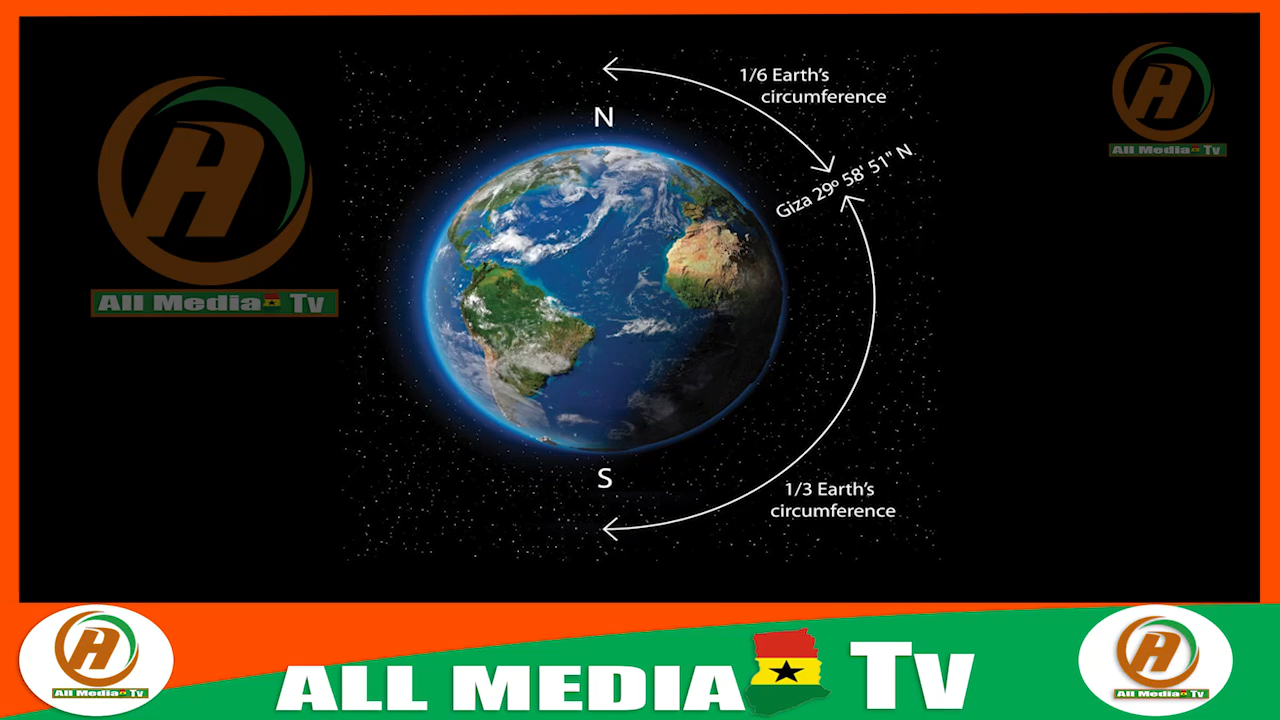 1/6 Earth's
circumference
N
Giza 29º 58' 51" N
All Media Tv
All Media Tv
S
1/3 Earth's
circumference
All Media Tv
ALL MEDIA Tv
All Media Tv